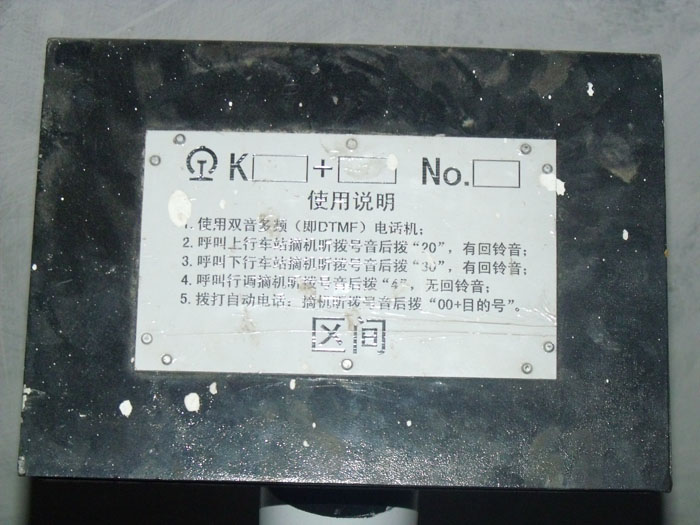 K + No.
使用说明
1. 使用双音多频（即DTMF）电话机；
2. 呼叫上行车站摘机听拨号音后拨“20”，有回铃音；
3. 呼叫下行车站摘机听拨号音后拨“30”，有回铃音；
4. 呼叫行调摘机听拨号音后拨“4”，无回铃音；
5. 拨打自动电话：摘机听拨号音后拨“00+目的号”。
区间